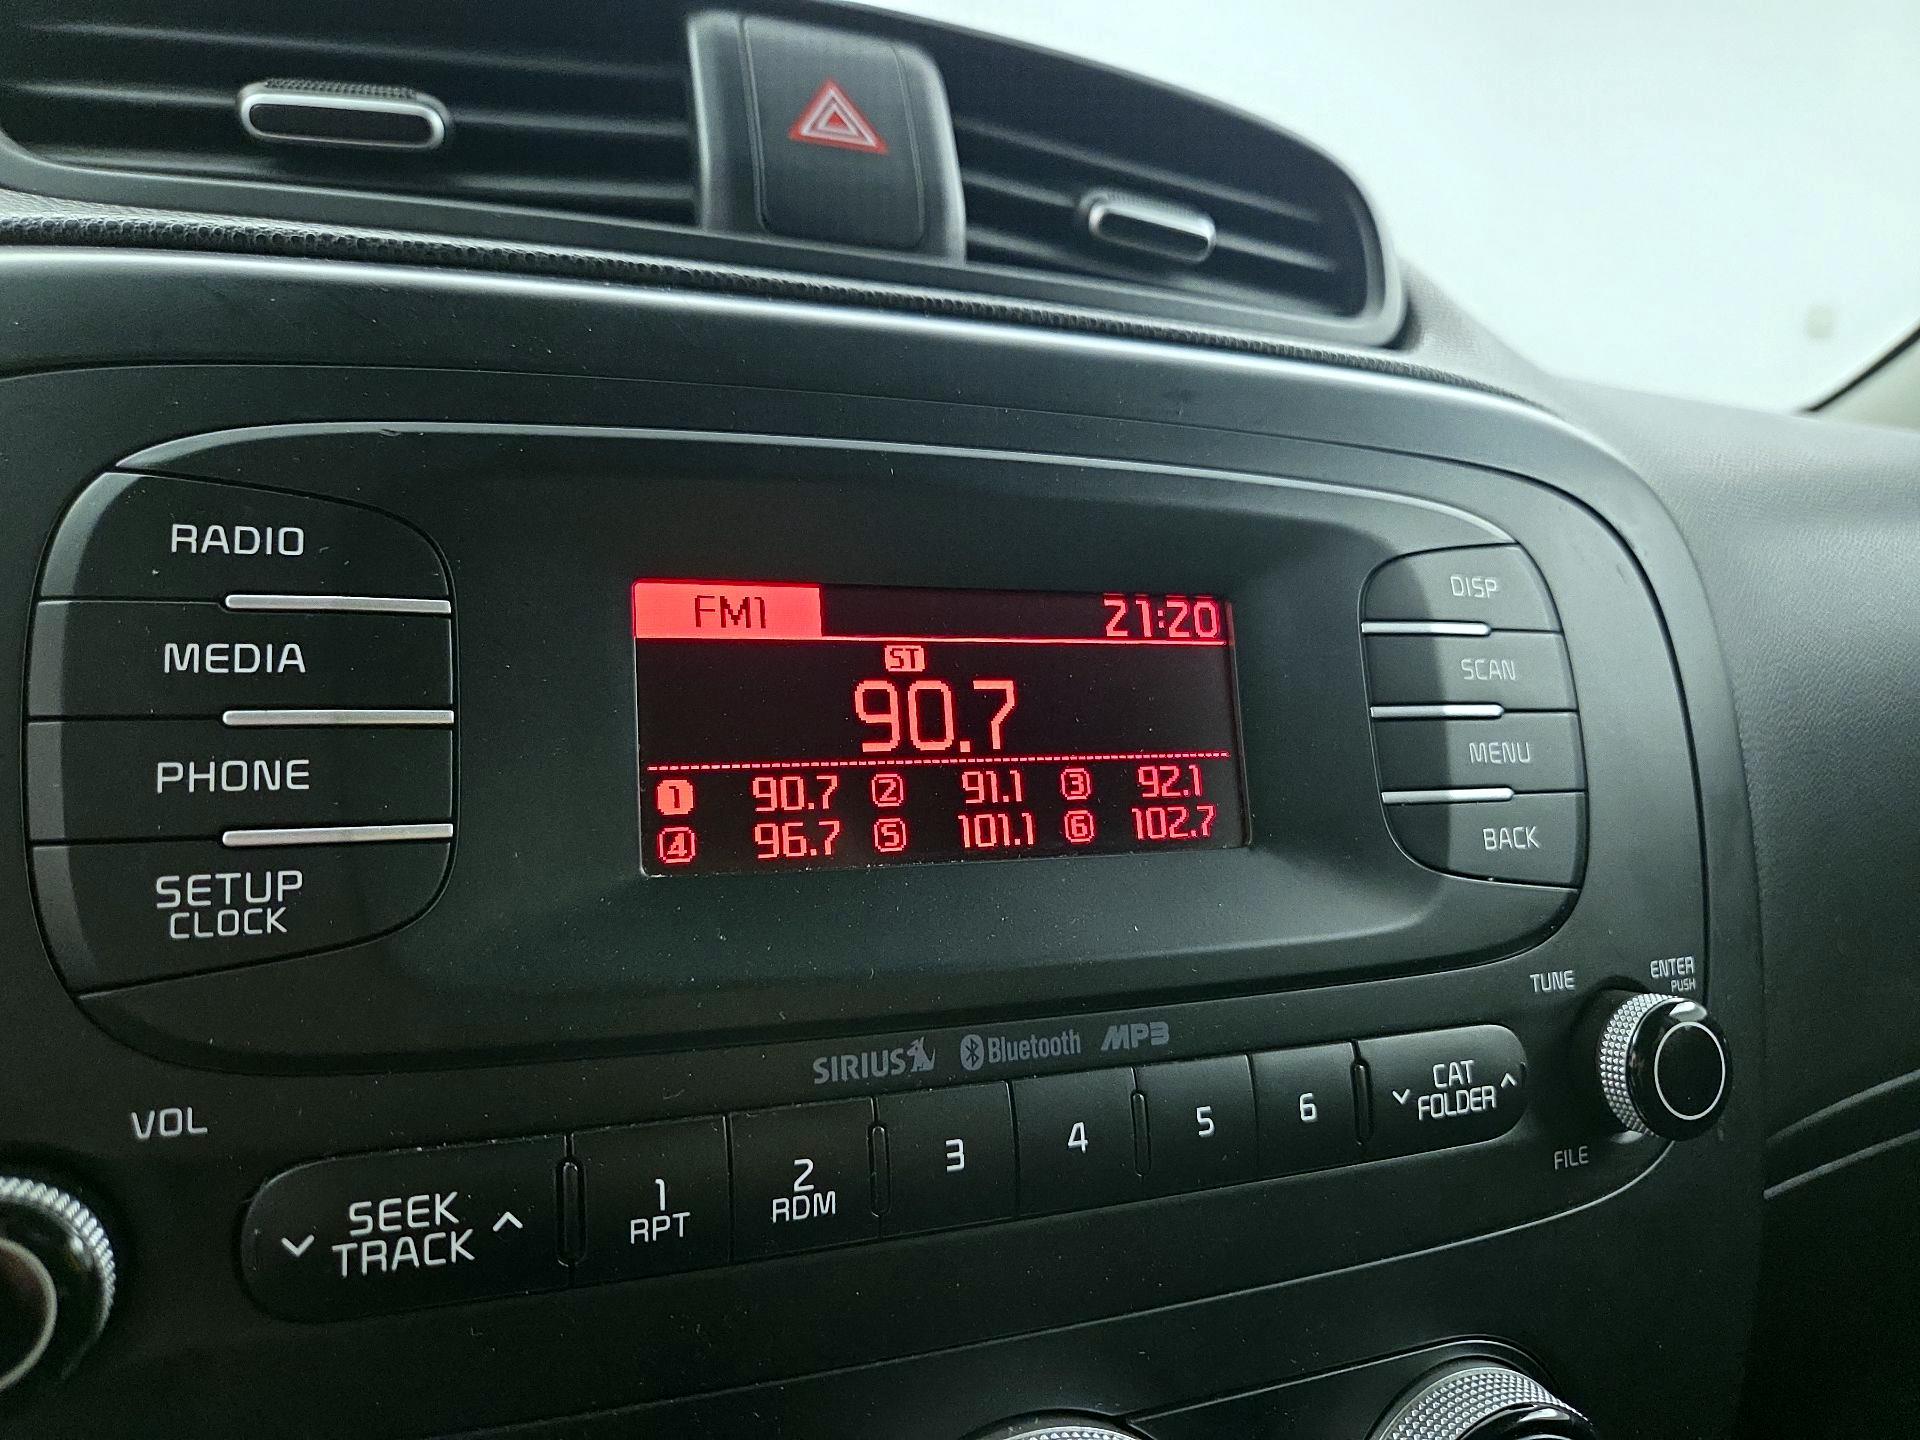 RADIO
MEDIA
PHONE
SETUP
CLOCK
FM1 21:20
ST
90.7
1 90.7 2 91.1 3 92.1
4 96.7 5 101.1 6 102.7
DISP
SCAN
MENU
BACK
TUNE
ENTER
PUSH
SIRIUS Bluetooth MP3
VOL
SEEK
TRACK
1
RPT
2
RDM
3
4
5
6
CAT
FOLDER
FILE